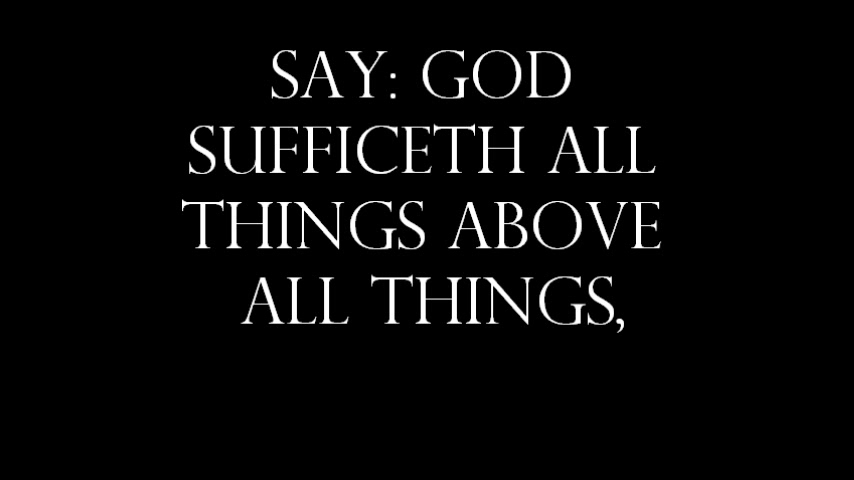 SAY: GOD
SUFFICETH ALL
THINGS ABOVE
ALL THINGS,